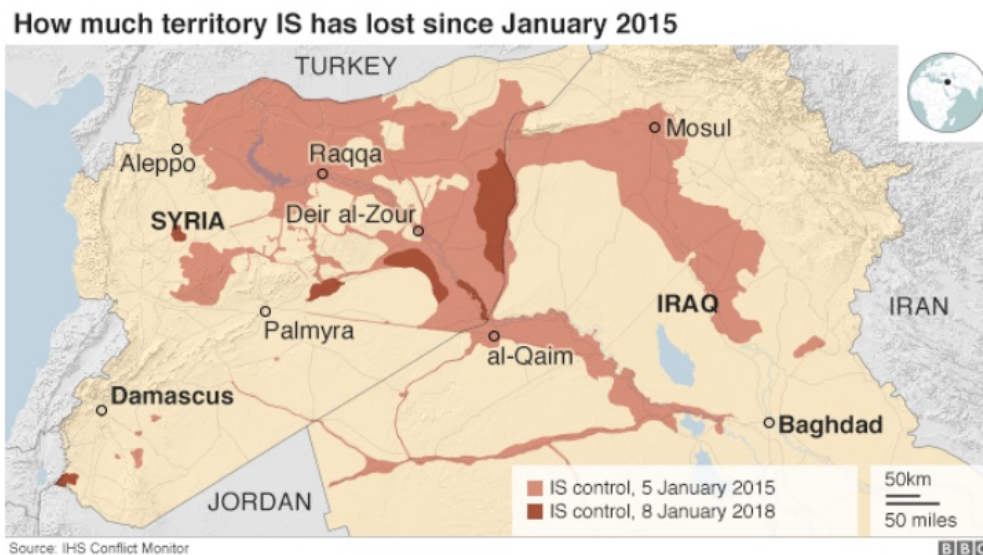 How much territory IS has lost since January 2015
TURKEY
Mosul
Aleppo
Raqqa
SYRIA
Deir al-Zour
IRAQ
IRAN
Palmyra
al-Qaim
Damascus
Baghdad
JORDAN
IS control, 5 January 2015
IS control, 8 January 2018
50km
50 miles
Source: IHS Conflict Monitor
BBC